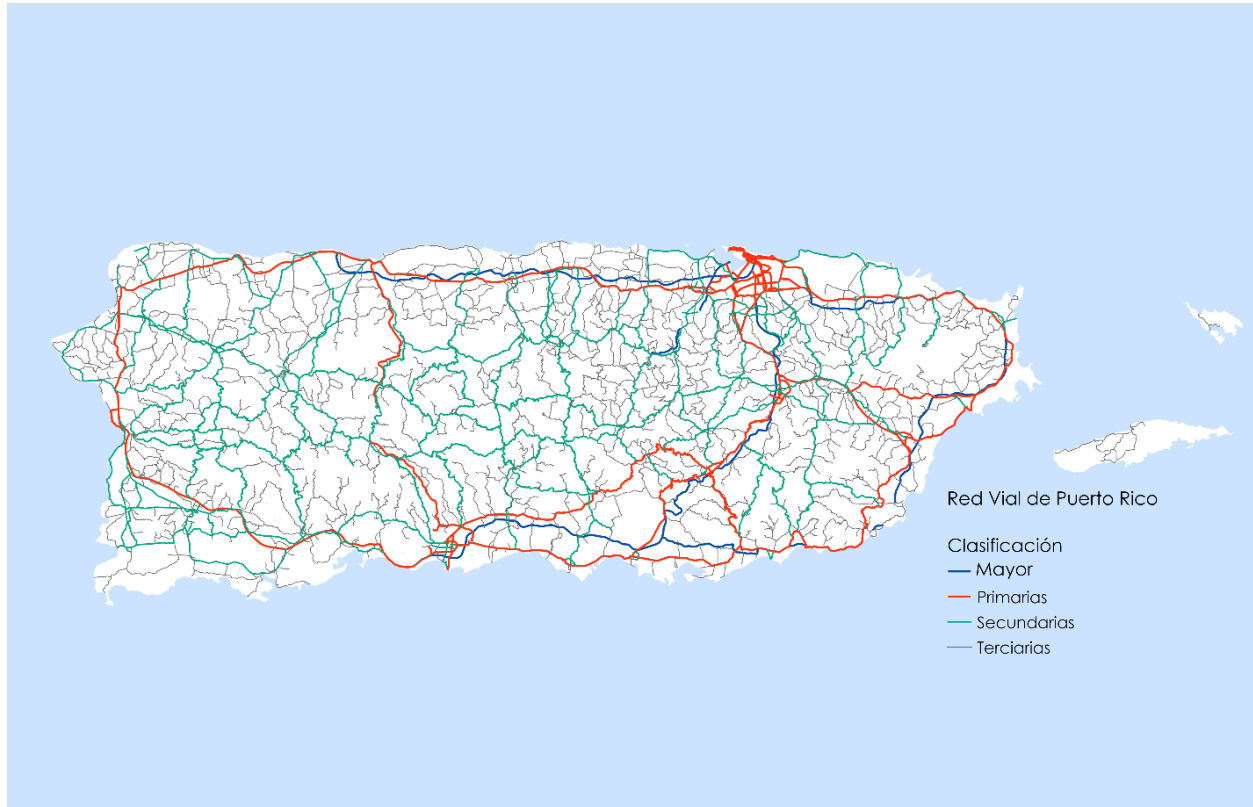 Red Vial de Puerto Rico
Clasificación
Mayor
Primarias
Secundarias
Terciarias